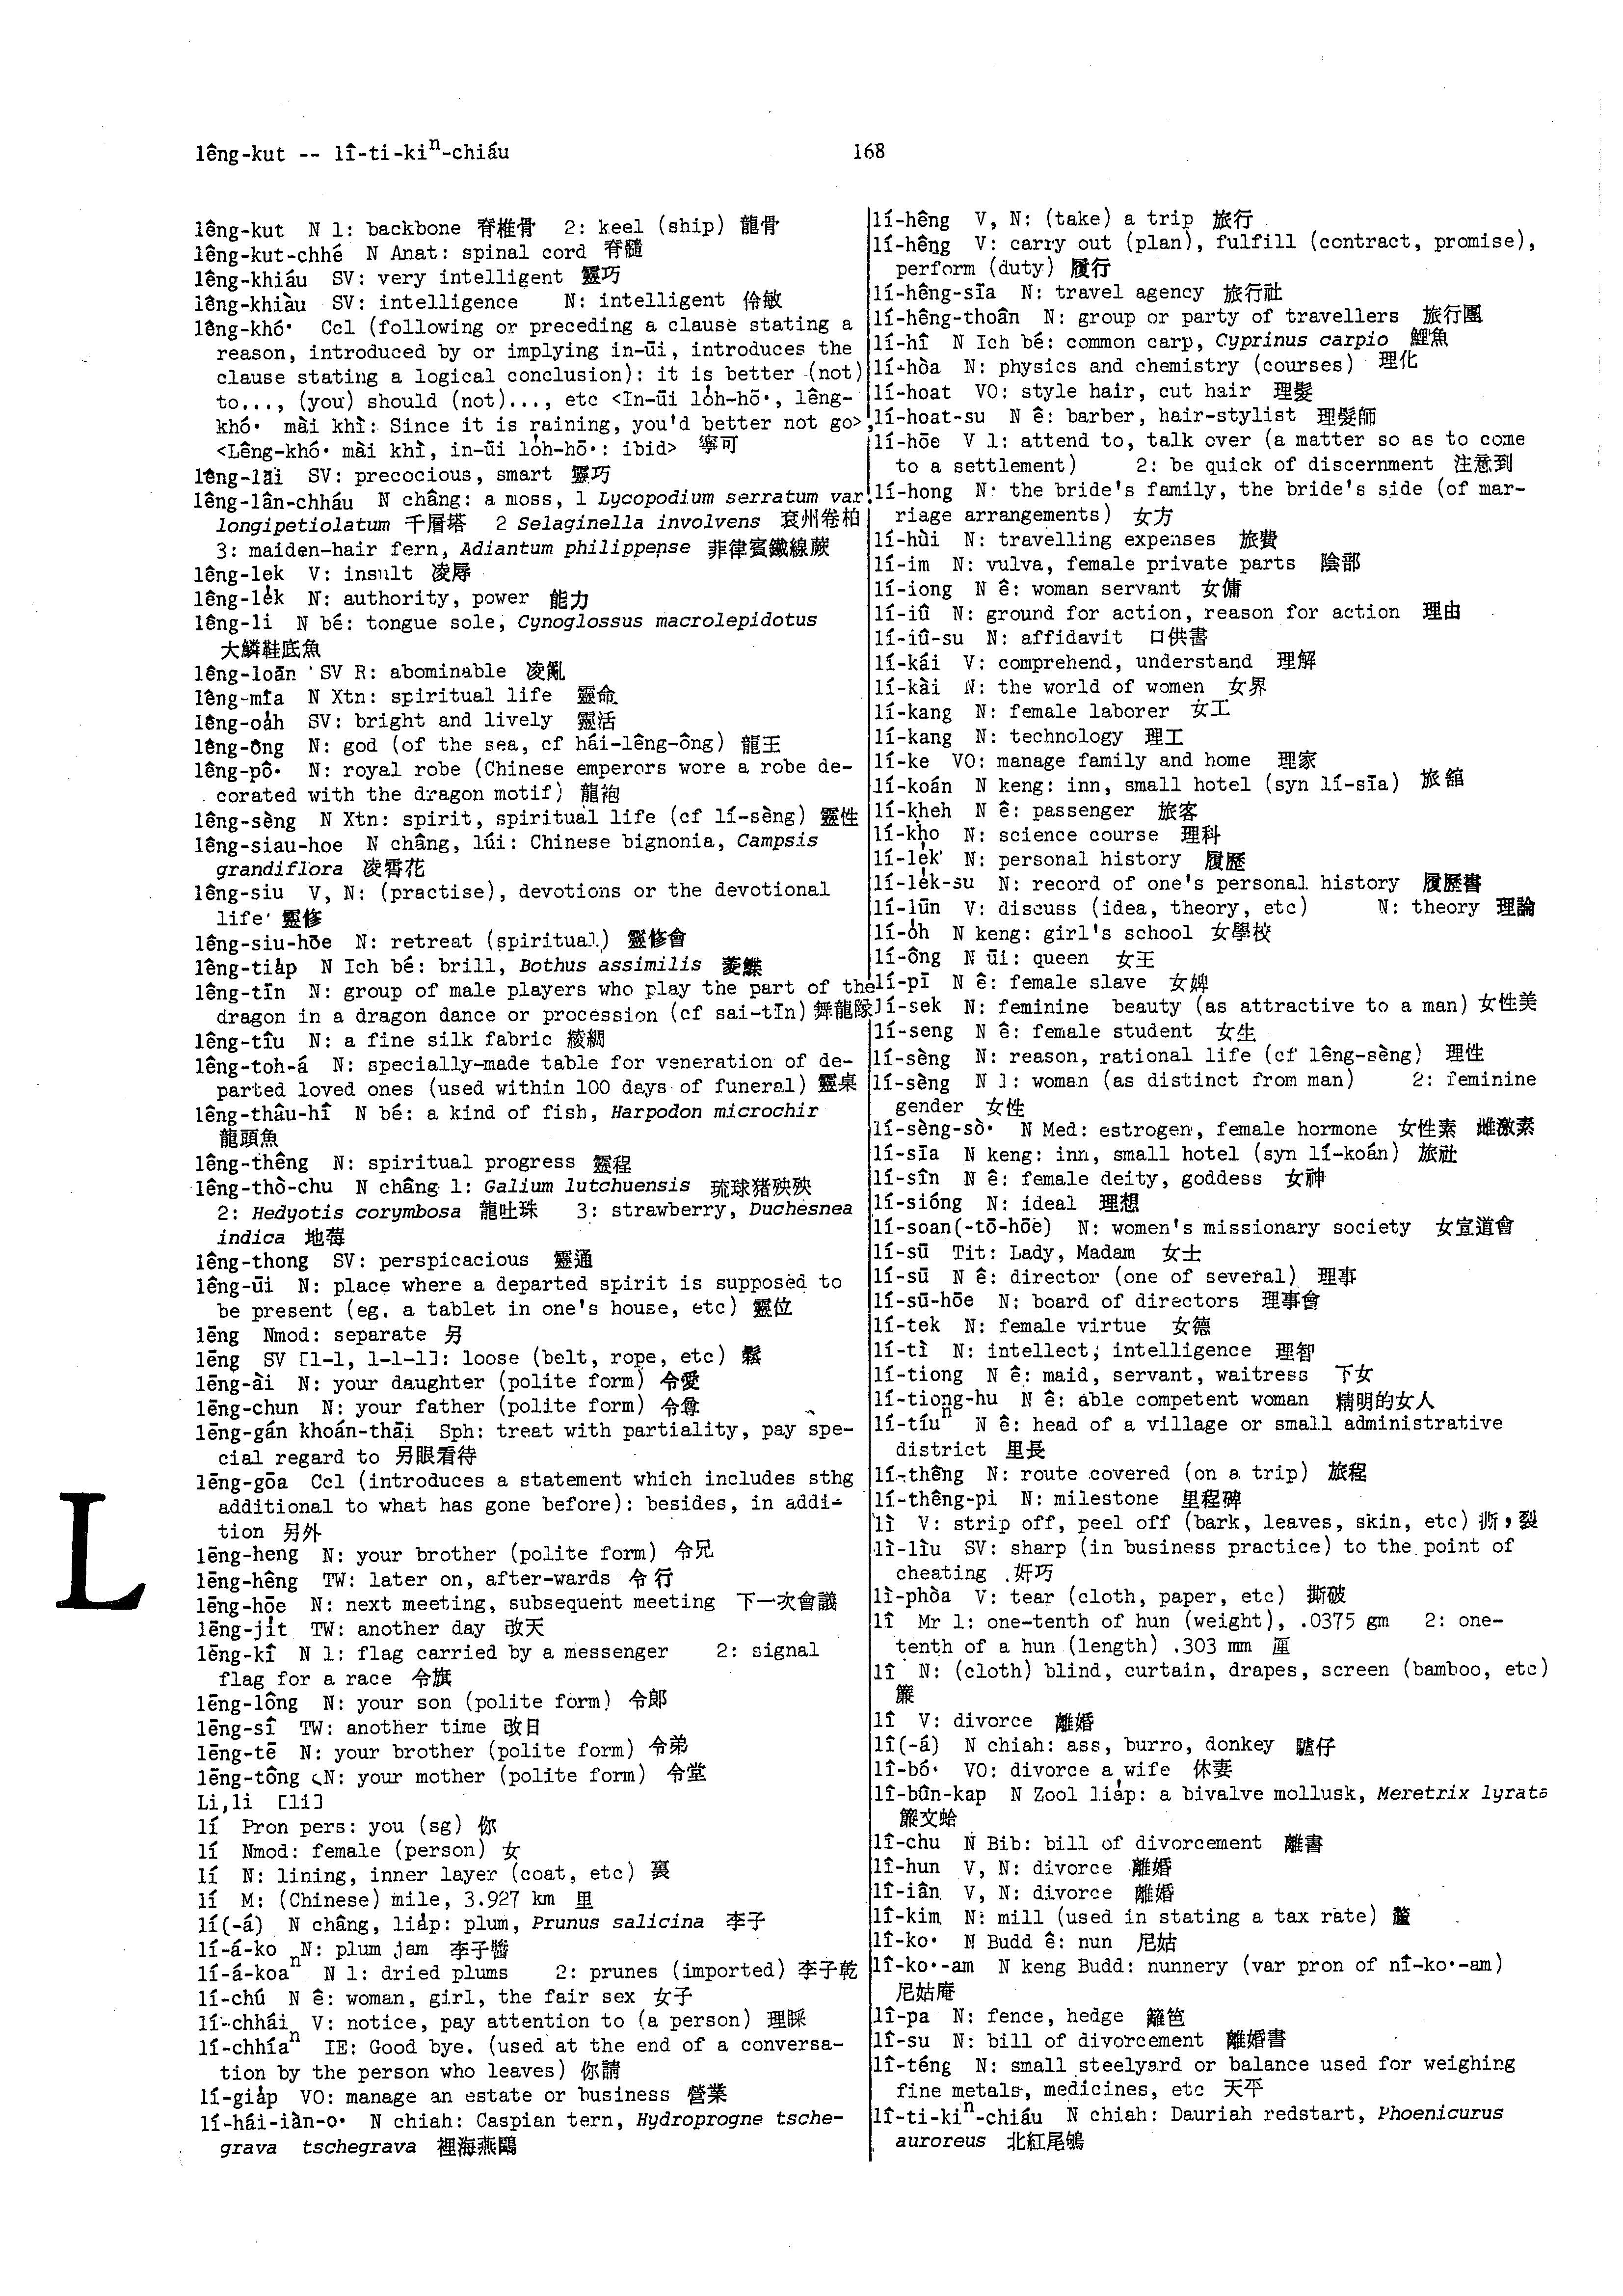 lêng-kut -- lî-ti-kiⁿ-chiáu
168
lêng-kut N 1: backbone 脊椎骨 2: keel (ship) 龍骨
lêng-kut-chhé N Anat: spinal cord 脊髓
lêng-khiáu SV: very intelligent 靈巧
lêng-khiàu SV: intelligence N: intelligent 伶敏
lêng-khó· Ccl (following or preceding a clause stating a
reason, introduced by or implying in-ūi, introduces the
clause stating a logical conclusion): it is better (not)
to..., (you) should (not)..., etc <In-ūi lo̍h-hō·, lêng-
khó· mài khì: Since it is raining, you'd better not go>,
<Lêng-khó· mài khì, in-ūi lo̍h-hō·: ibid> 寧可
lêng-lāi SV: precocious, smart 靈巧
lêng-lân-chháu N châng: a moss, 1 Lycopodium serratum var.
longipetiolatum 千層塔 2 Selaginella involvens 袞州卷柏
3: maiden-hair fern, Adiantum philippense 菲律賓鐵線蕨
lêng-lek V: insult 凌辱
lêng-le̍k N: authority, power 能力
lêng-li N bé: tongue sole, Cynoglossus macrolepidotus
大鱗鞋底魚
lêng-loān SV R: abominable 凌亂
lêng-mīa N Xtn: spiritual life 靈命
lêng-oa̍h SV: bright and lively 靈活
lêng-ông N: god (of the sea, cf hái-lêng-ông) 龍王
lêng-pô· N: royal robe (Chinese emperors wore a robe de-
corated with the dragon motif) 龍袍
lêng-sèng N Xtn: spirit, spiritual life (cf lí-sèng) 靈性
lêng-siau-hoe N châng, lúi: Chinese bignonia, Campsis
grandiflora 凌霄花
lêng-siu V, N: (practise), devotions or the devotional
life 靈修
lêng-siu-hōe N: retreat (spiritual) 靈修會
lêng-tia̍p N Ich bé: brill, Bothus assimilis 菱鰈
lêng-tīn N: group of male players who play the part of the
dragon in a dragon dance or procession (cf sai-tīn) 舞龍隊
lêng-tîu N: a fine silk fabric 綾綢
lêng-toh-á N: specially-made table for veneration of de-
parted loved ones (used within 100 days of funeral) 靈桌
lêng-thâu-hî N bé: a kind of fish, Harpodon microchir
龍頭魚
lêng-thêng N: spiritual progress 靈程
lêng-thò-chu N châng 1: Galium lutchuensis 琉球猪殃殃
2: Hedyotis corymbosa 龍吐珠 3: strawberry, Duchesnea
indica 地莓
lêng-thong SV: perspicacious 靈通
lêng-ūi N: place where a departed spirit is supposed to
be present (eg. a tablet in one's house, etc) 靈位
lēng Nmod: separate 另
lēng SV [1-1, 1-1-1]: loose (belt, rope, etc) 鬆
lēng-ài N: your daughter (polite form) 令愛
lēng-chun N: your father (polite form) 令尊
lēng-gán khoán-thāi Sph: treat with partiality, pay spe-
cial regard to 另眼看待
lēng-gōa Ccl (introduces a statement which includes sthg
additional to what has gone before): besides, in addi-
tion 另外
lēng-heng N: your brother (polite form) 令兄
lēng-hêng TW: later on, after-wards 令行
lēng-hōe N: next meeting, subsequent meeting 下一次會議
lēng-ji̍t TW: another day 改天
lēng-kî N 1: flag carried by a messenger 2: signal
flag for a race 令旗
lēng-lông N: your son (polite form) 令郎
lēng-sî TW: another time 改日
lēng-tē N: your brother (polite form) 令弟
lēng-tông N: your mother (polite form) 令堂
Li,li [li]
lí Pron pers: you (sg) 你
lí Nmod: female (person) 女
lí N: lining, inner layer (coat, etc) 裏
lí M: (Chinese) mile, 3.927 km 里
lí(-á) N châng, lia̍p: plum, Prunus salicina 李子
lí-á-ko N: plum jam 李子醬
lí-á-koaⁿ N 1: dried plums 2: prunes (imported) 李子乾
lí-chú N ê: woman, girl, the fair sex 女子
lí-chhái V: notice, pay attention to (a person) 理睬
lí-chhíaⁿ IE: Good bye. (used at the end of a conversa-
tion by the person who leaves) 你請
lí-gia̍p VO: manage an estate or business 營業
lí-hái-iàn-o· N chiah: Caspian tern, Hydroprogne tsche-
grava tschegrava 裡海燕鷗
L
lí-hêng V, N: (take) a trip 旅行
lí-hêng V: carry out (plan), fulfill (contract, promise),
perform (duty) 履行
lí-hêng-sīa N: travel agency 旅行社
lí-hêng-thoân N: group or party of travellers 旅行團
lí-hî N Ich bé: common carp, Cyprinus carpio 鯉魚
lí-hòa N: physics and chemistry (courses) 理化
lí-hoat VO: style hair, cut hair 理髮
lí-hoat-su N ê: barber, hair-stylist 理髮師
lí-hōe V 1: attend to, talk over (a matter so as to come
to a settlement) 2: be quick of discernment 注意到
lí-hong N: the bride's family, the bride's side (of mar-
riage arrangements) 女方
lí-hùi N: travelling expenses 旅費
lí-im N: vulva, female private parts 陰部
lí-iong N ê: woman servant 女傭
lí-iû N: ground for action, reason for action 理由
lí-iû-su N: affidavit 口供書
lí-kái V: comprehend, understand 理解
lí-kài N: the world of women 女界
lí-kang N: female laborer 女工
lí-kang N: technology 理工
lí-ke VO: manage family and home 理家
lí-koán N keng: inn, small hotel (syn lí-sīa) 旅館
lí-kheh N ê: passenger 旅客
lí-kho N: science course 理科
lí-le̍k N: personal history 履歷
lí-le̍k-su N: record of one's personal history 履歷書
lí-lūn V: discuss (idea, theory, etc) N: theory 理論
lí-o̍h N keng: girl's school 女學校
lí-ông N ūi: queen 女王
lí-pī N ê: female slave 女婢
lí-sek N: feminine beauty (as attractive to a man) 女性美
lí-seng N ê: female student 女生
lí-sèng N: reason, rational life (cf lêng-sèng) 理性
lí-sèng N 1: woman (as distinct from man) 2: feminine
gender 女性
lí-sèng-sò· N Med: estrogen, female hormone 女性素 雌激素
lí-sīa N keng: inn, small hotel (syn lí-koán) 旅社
lí-sîn N ê: female deity, goddess 女神
lí-sióng N: ideal 理想
lí-soan(-tō-hōe) N: women's missionary society 女宣道會
lí-sū Tit: Lady, Madam 女士
lí-sū N ê: director (one of several) 理事
lí-sū-hōe N: board of directors 理事會
lí-tek N: female virtue 女德
lí-tì N: intellect, intelligence 理智
lí-tiong N ê: maid, servant, waitress 下女
lí-tiong-hu N ê: able competent woman 精明的女人
lí-tíuⁿ N ê: head of a village or small administrative
district 里長
lí-thêng N: route covered (on a trip) 旅程
lí-thêng-pi N: milestone 里程碑
lì V: strip off, peel off (bark, leaves, skin, etc) 撕，裂
lì-lìu SV: sharp (in business practice) to the point of
cheating 奸巧
lì-phòa V: tear (cloth, paper, etc) 撕破
lî Mr 1: one-tenth of hun (weight), .0375 gm 2: one-
tenth of a hun (length) .303 mm 厘
lî N: (cloth) blind, curtain, drapes, screen (bamboo, etc)
簾
lî V: divorce 離婚
lî(-á) N chiah: ass, burro, donkey 驢仔
lî-bó· VO: divorce a wife 休妻
lî-bûn-kap N Zool lia̍p: a bivalve mollusk, Meretrix lyrata
簾文蛤
lî-chu N Bib: bill of divorcement 離書
lî-hun V, N: divorce 離婚
lî-iân V, N: divorce 離婚
lî-kim N: mill (used in stating a tax rate) 釐
lî-ko· N Budd ê: nun 尼姑
lî-ko·-am N keng Budd: nunnery (var pron of nî-ko·-am)
尼姑庵
lî-pa N: fence, hedge 籬笆
lî-su N: bill of divorcement 離婚書
lî-téng N: small steelyard or balance used for weighing
fine metals, medicines, etc 天平
lî-ti-kiⁿ-chiáu N chiah: Dauriah redstart, Phoenicurus
auroreus 北紅尾鴝